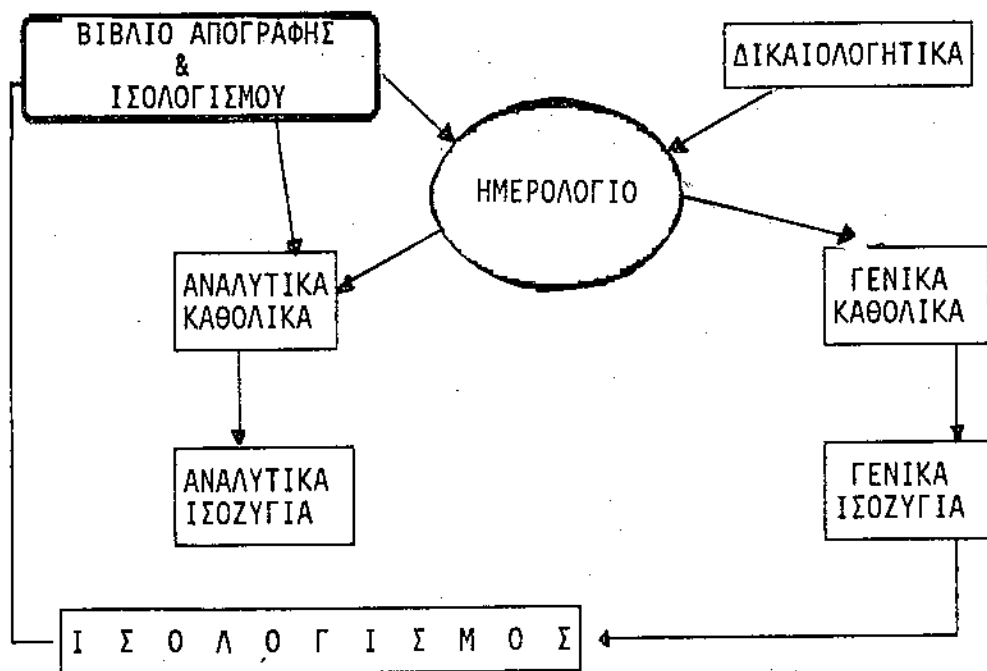 ΒΙΒΛΙΟ ΑΠΟΓΡΑΦΗΣ
&
ΙΣΟΛΟΓΙΣΜΟΥ
ΔΙΚΑΙΟΛΟΓΗΤΙΚΑ
ΗΜΕΡΟΛΟΓΙΟ
ΑΝΑΛΥΤΙΚΑ
ΚΑΘΟΛΙΚΑ
ΓΕΝΙΚΑ
ΚΑΘΟΛΙΚΑ
ΑΝΑΛΥΤΙΚΑ
ΙΣΟΖΥΓΙΑ
ΓΕΝΙΚΑ
ΙΣΟΖΥΓΙΑ
Ι Σ Ο Λ Ο Γ Ι Σ Μ Ο Σ